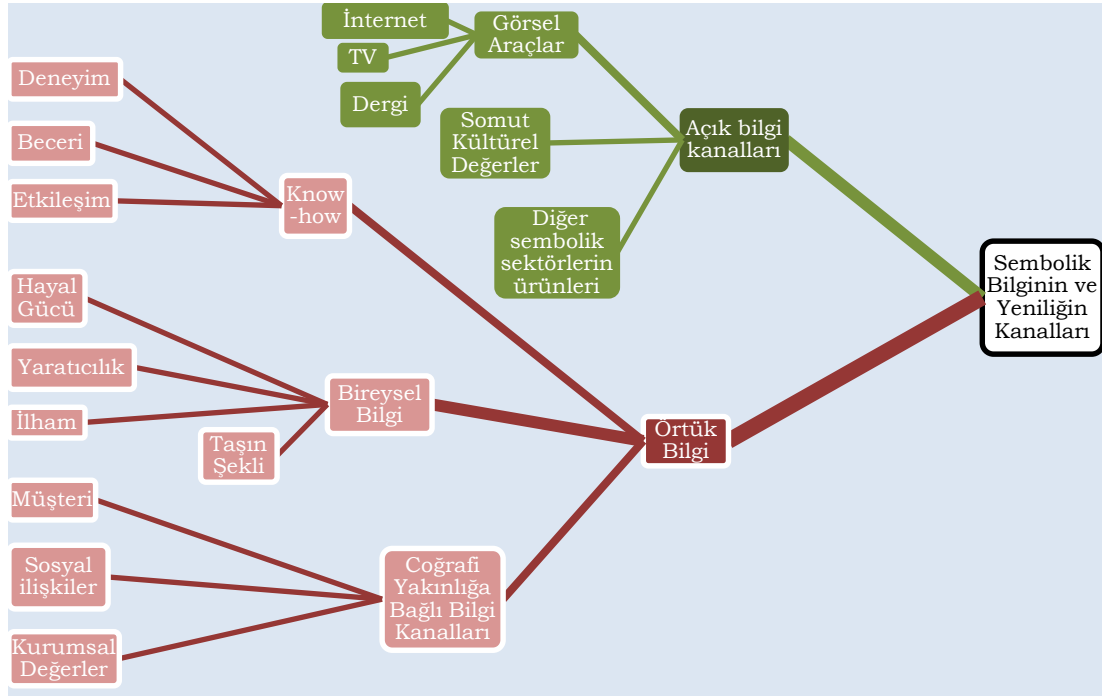 İnternet
TV
Dergi
Görsel
Araçlar
Somut
Kültürel
Değerler
Diğer
sembolik
sektörlerin
ürünleri
Açık bilgi
kanalları
Sembolik
Bilginin ve
Yeniliğin
Kanalları
Deneyim
Beceri
Etkileşim
Know
-how
Hayal
Gücü
Yaratıcılık
İlham
Taşın
Şekli
Bireysel
Bilgi
Örtük
Bilgi
Müşteri
Sosyal
ilişkiler
Kurumsal
Değerler
Coğrafi
Yakınlığa
Bağlı Bilgi
Kanalları